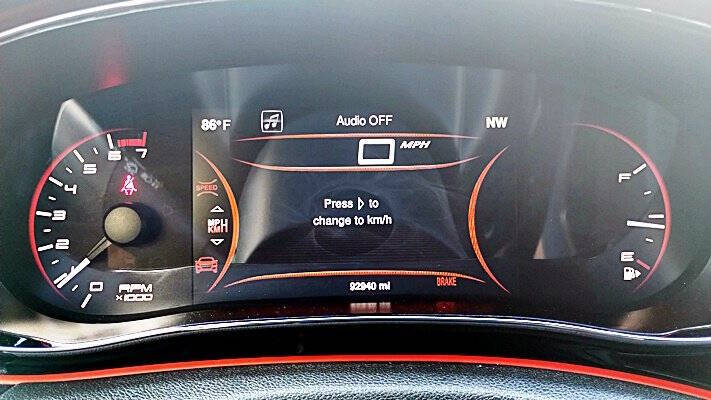 86°F
Audio OFF
NW
0 MPH
SPEED
MPH
KMH
Press ▷ to
change to km/h
92940 mi
BRAKE
7
6
5
4
3
2
0
RPM
X1000
F
E